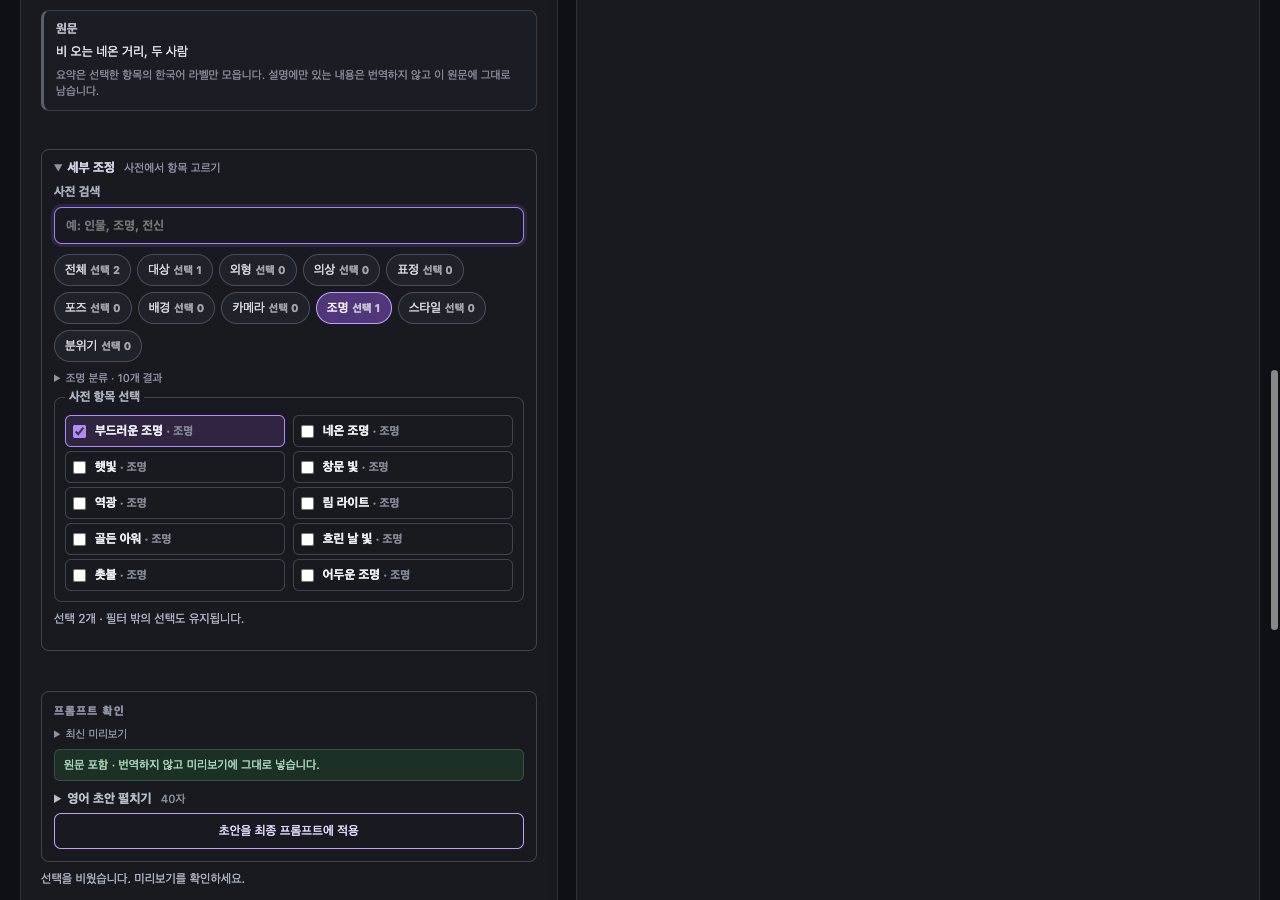 원문
비 오는 네온 거리, 두 사람
요약은 선택한 항목의 한국어 라벨만 모읍니다. 설명에만 있는 내용은 번역하지 않고 이 원문에 그대로
남습니다.
▼ 세부 조정 사전에서 항목 고르기
사전 검색
예: 인물, 조명, 전신
전체 선택 2 대상 선택 1 외형 선택 0 의상 선택 0 표정 선택 0
포즈 선택 0 배경 선택 0 카메라 선택 0 조명 선택 1 스타일 선택 0
분위기 선택 0
▶ 조명 분류 · 10개 결과
사전 항목 선택
부드러운 조명 · 조명 네온 조명 · 조명
햇빛 · 조명 창문 빛 · 조명
역광 · 조명 림 라이트 · 조명
골든 아워 · 조명 흐린 날 빛 · 조명
촛불 · 조명 어두운 조명 · 조명
선택 2개 · 필터 밖의 선택도 유지됩니다.
프롬프트 확인
▶ 최신 미리보기
원문 포함 · 번역하지 않고 미리보기에 그대로 넣습니다.
▶ 영어 초안 펼치기 40자
초안을 최종 프롬프트에 적용
선택을 비웠습니다. 미리보기를 확인하세요.